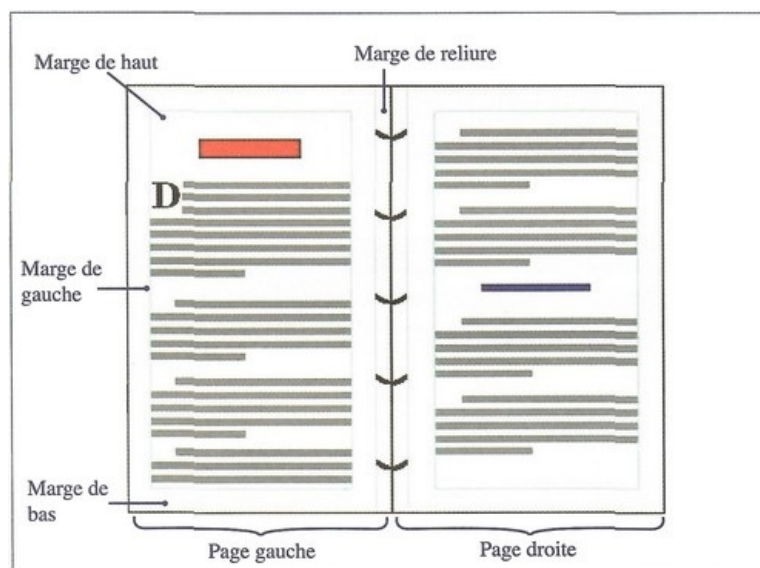 Marge de haut
Marge de reliure
D
Marge de
gauche
Marge de
bas
Page gauche
Page droite